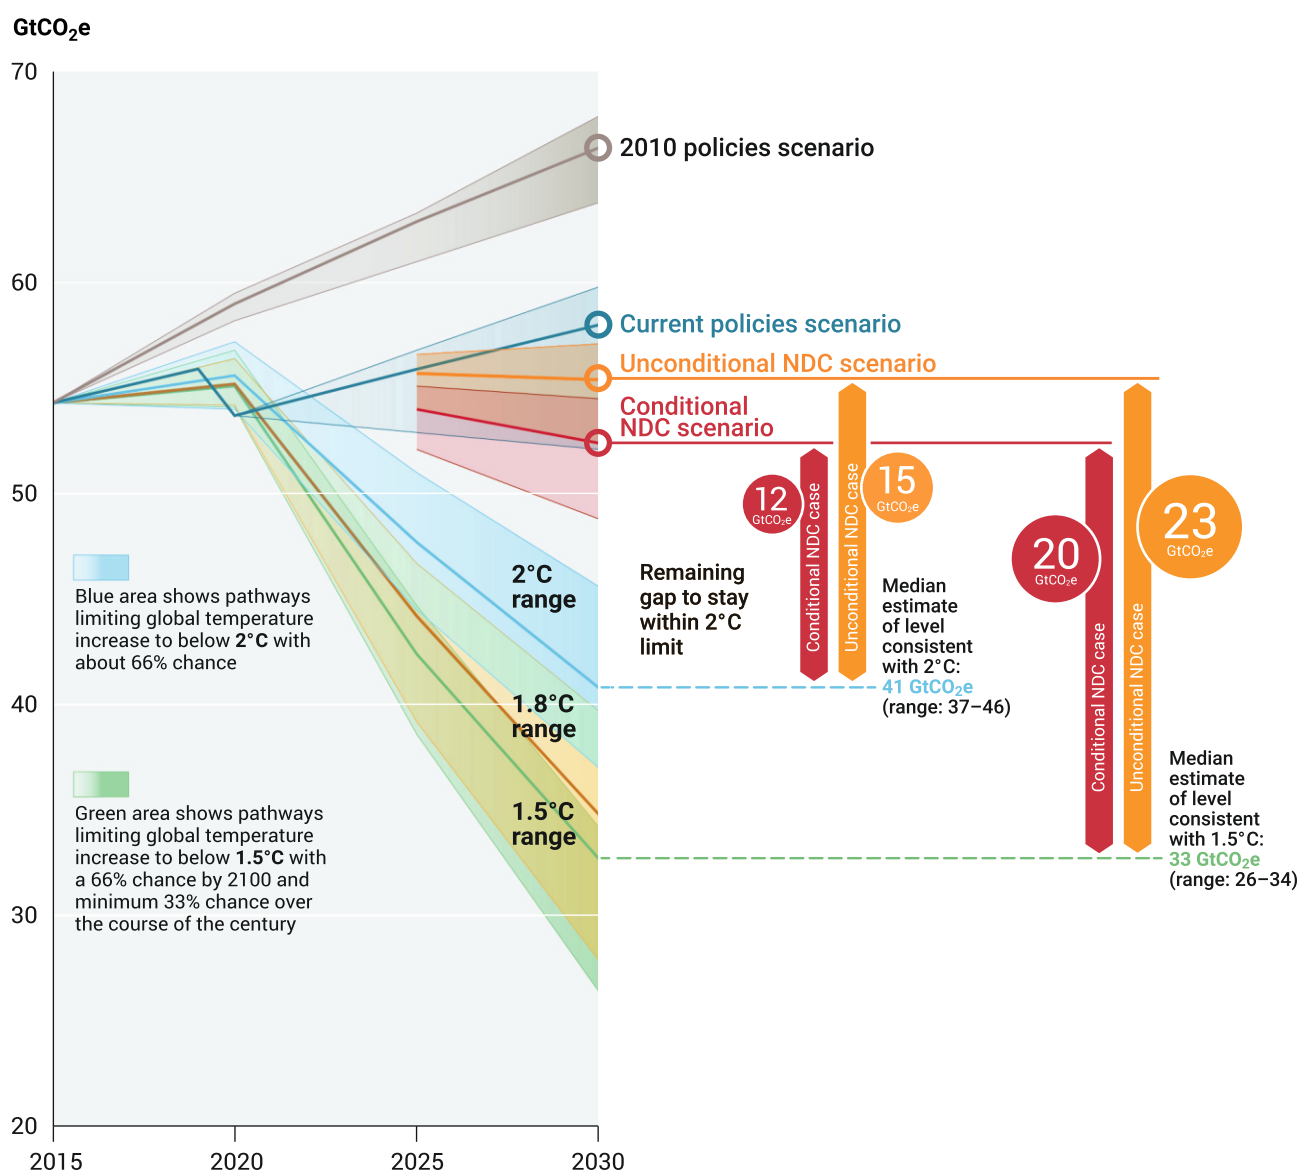 GtCO₂e
70
60
50
40
30
20
2015
2020
2025
2030
2010 policies scenario
Current policies scenario
Unconditional NDC scenario
Conditional
NDC scenario
2°C
range
1.8°C
range
1.5°C
range
Blue area shows pathways
limiting global temperature
increase to below 2°C with
about 66% chance
Green area shows pathways
limiting global temperature
increase to below 1.5°C with
a 66% chance by 2100 and
minimum 33% chance over
the course of the century
Remaining
gap to stay
within 2°C
limit
12
GtCO₂e
Conditional NDC case
Unconditional NDC case
15
GtCO₂e
Median
estimate
of level
consistent
with 2°C:
41 GtCO₂e
(range: 37–46)
20
GtCO₂e
Conditional NDC case
Unconditional NDC case
23
GtCO₂e
Median
estimate
of level
consistent
with 1.5°C:
33 GtCO₂e
(range: 26–34)